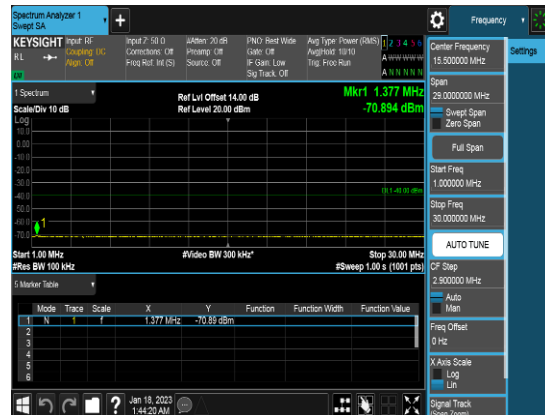 Spectrum Analyzer 1
Swept SA
Frequency
KEYSIGHT
RL
Input: RF
Coupling: DC
Align: Off
Input Z: 50 Ω
Corrections: Off
Freq Ref: Int (S)
#Atten: 20 dB
Preamp: Off
Source: Off
PNO: Best Wide
Gate: Off
IF Gain: Low
Sig Track: Off
Avg Type: Power (RMS)
Avg|Hold: 10/10
Trig: Free Run
1 2 3 4 5 6
A W W W W W
A N N N N N
LW
1 Spectrum
Scale/Div 10 dB
Ref Lvl Offset 14.00 dB
Ref Level 20.00 dBm
Mkr1 1.377 MHz
-70.894 dBm
Log
10.0
0.00
-10.0
-20.0
-30.0
-40.0
-50.0
-60.0
-70.0
DL1 -40.00 dBm
1
Start 1.00 MHz
#Res BW 100 kHz
#Video BW 300 kHz*
Stop 30.00 MHz
#Sweep 1.00 s (1001 pts)
5 Marker Table
Mode Trace Scale X Y Function Function Width Function Value
1 N 1 f 1.377 MHz -70.89 dBm
2
3
4
5
6
Jan 18, 2023
1:44:20 AM
Settings
Center Frequency
15.500000 MHz
Span
29.0000000 MHz
Swept Span
Zero Span
Full Span
Start Freq
1.000000 MHz
Stop Freq
30.000000 MHz
AUTO TUNE
CF Step
2.900000 MHz
Auto
Man
Freq Offset
0 Hz
X Axis Scale
Log
Lin
Signal Track
(Span Zoom)